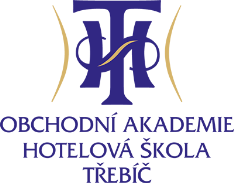 OBCHODNÍ AKADEMIE
HOTELOVÁ ŠKOLA
TŘEBÍČ